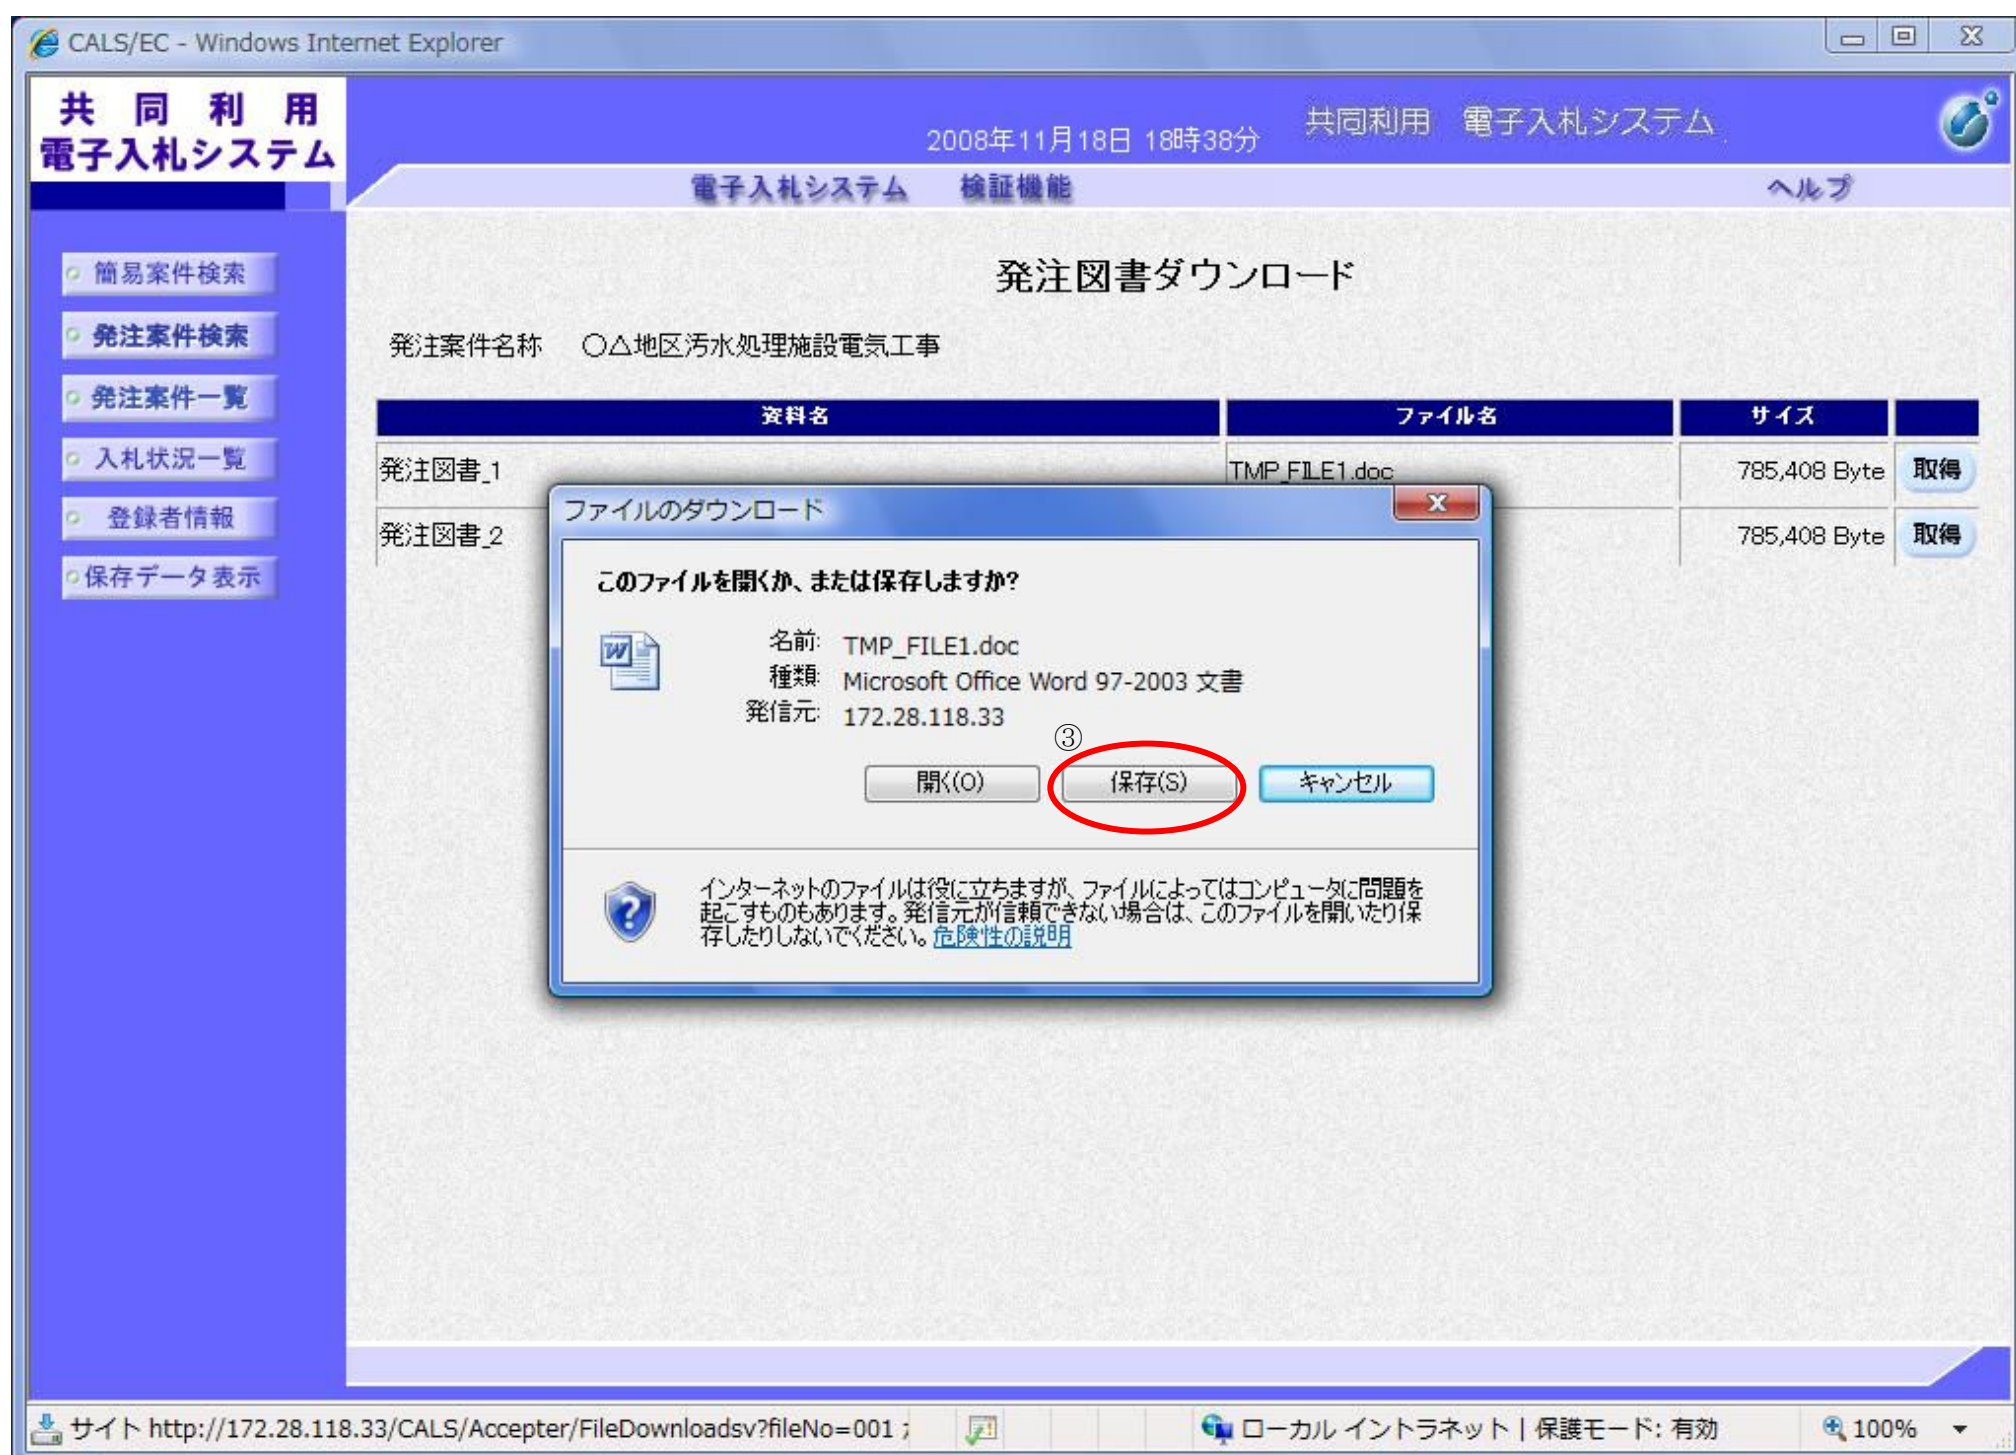 CALS/EC - Windows Internet Explorer
共同利用
電子入札システム
2008年11月18日 18時38分
共同利用 電子入札システム
電子入札システム 検証機能 ヘルプ
簡易案件検索
発注案件検索
発注案件一覧
入札状況一覧
登録者情報
保存データ表示
発注図書ダウンロード
発注案件名称 ○△地区汚水処理施設電気工事
資料名 ファイル名 サイズ
発注図書_1 TMP_FILE1.doc 785,408 Byte 取得
発注図書_2 785,408 Byte 取得
ファイルのダウンロード
X
このファイルを開くか、または保存しますか?
名前: TMP_FILE1.doc
種類: Microsoft Office Word 97-2003 文書
発信元: 172.28.118.33
③
開く(O) 保存(S) キャンセル
インターネットのファイルは役に立ちますが、ファイルによってはコンピュータに問題を
起こすものもあります。発信元が信頼できない場合は、このファイルを開いたり保
存したりしないでください。危険性の説明
サイト http://172.28.118.33/CALS/Accepter/FileDownloadsv?fileNo=001
ローカル イントラネット | 保護モード: 有効
100%